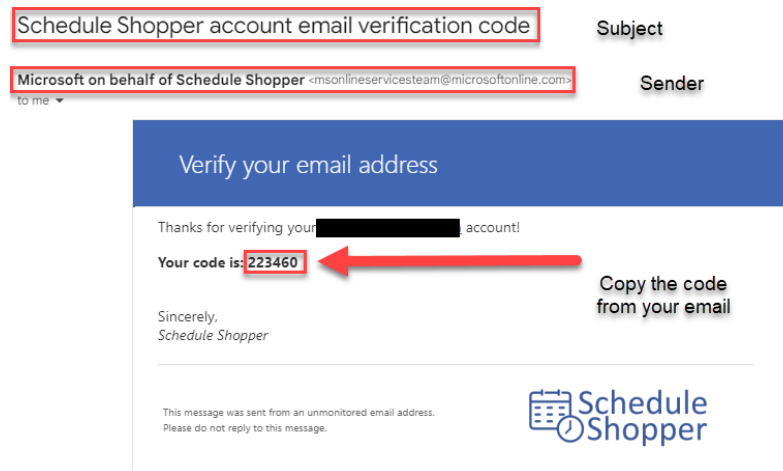 Schedule Shopper account email verification code
Subject
Microsoft on behalf of Schedule Shopper <msonlineservicesteam@microsoftonline.com>
Sender
to me
Verify your email address
Thanks for verifying your account!
Your code is: 223460
Copy the code
from your email
Sincerely,
Schedule Shopper
This message was sent from an unmonitored email address.
Please do not reply to this message.
Schedule
Shopper